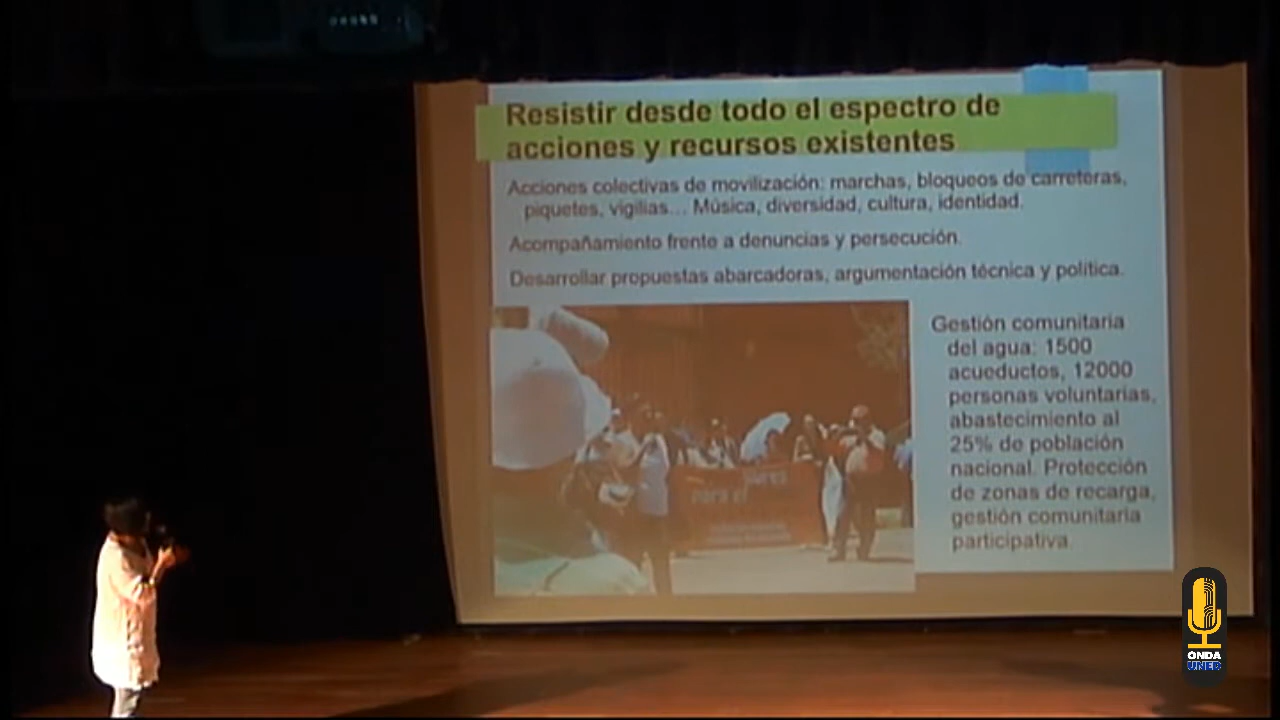 Resistir desde todo el espectro de
acciones y recursos existentes
Acciones colectivas de movilización: marchas, bloqueos de carreteras,
piquetes, vigilias... Música, diversidad, cultura, identidad.
Acompañamiento frente a denuncias y persecución.
Desarrollar propuestas abarcadoras, argumentación técnica y política.
Gestión comunitaria
del agua: 1500
acueductos, 12000
personas voluntarias,
abastecimiento al
25% de población
nacional. Protección
de zonas de recarga,
gestión comunitaria
participativa.
para el
ONDA
UNEB